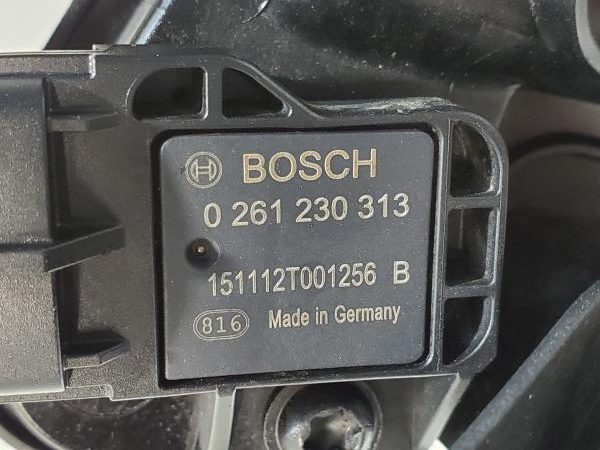 BOSCH
0 261 230 313
151112T001256 B
816 Made in Germany